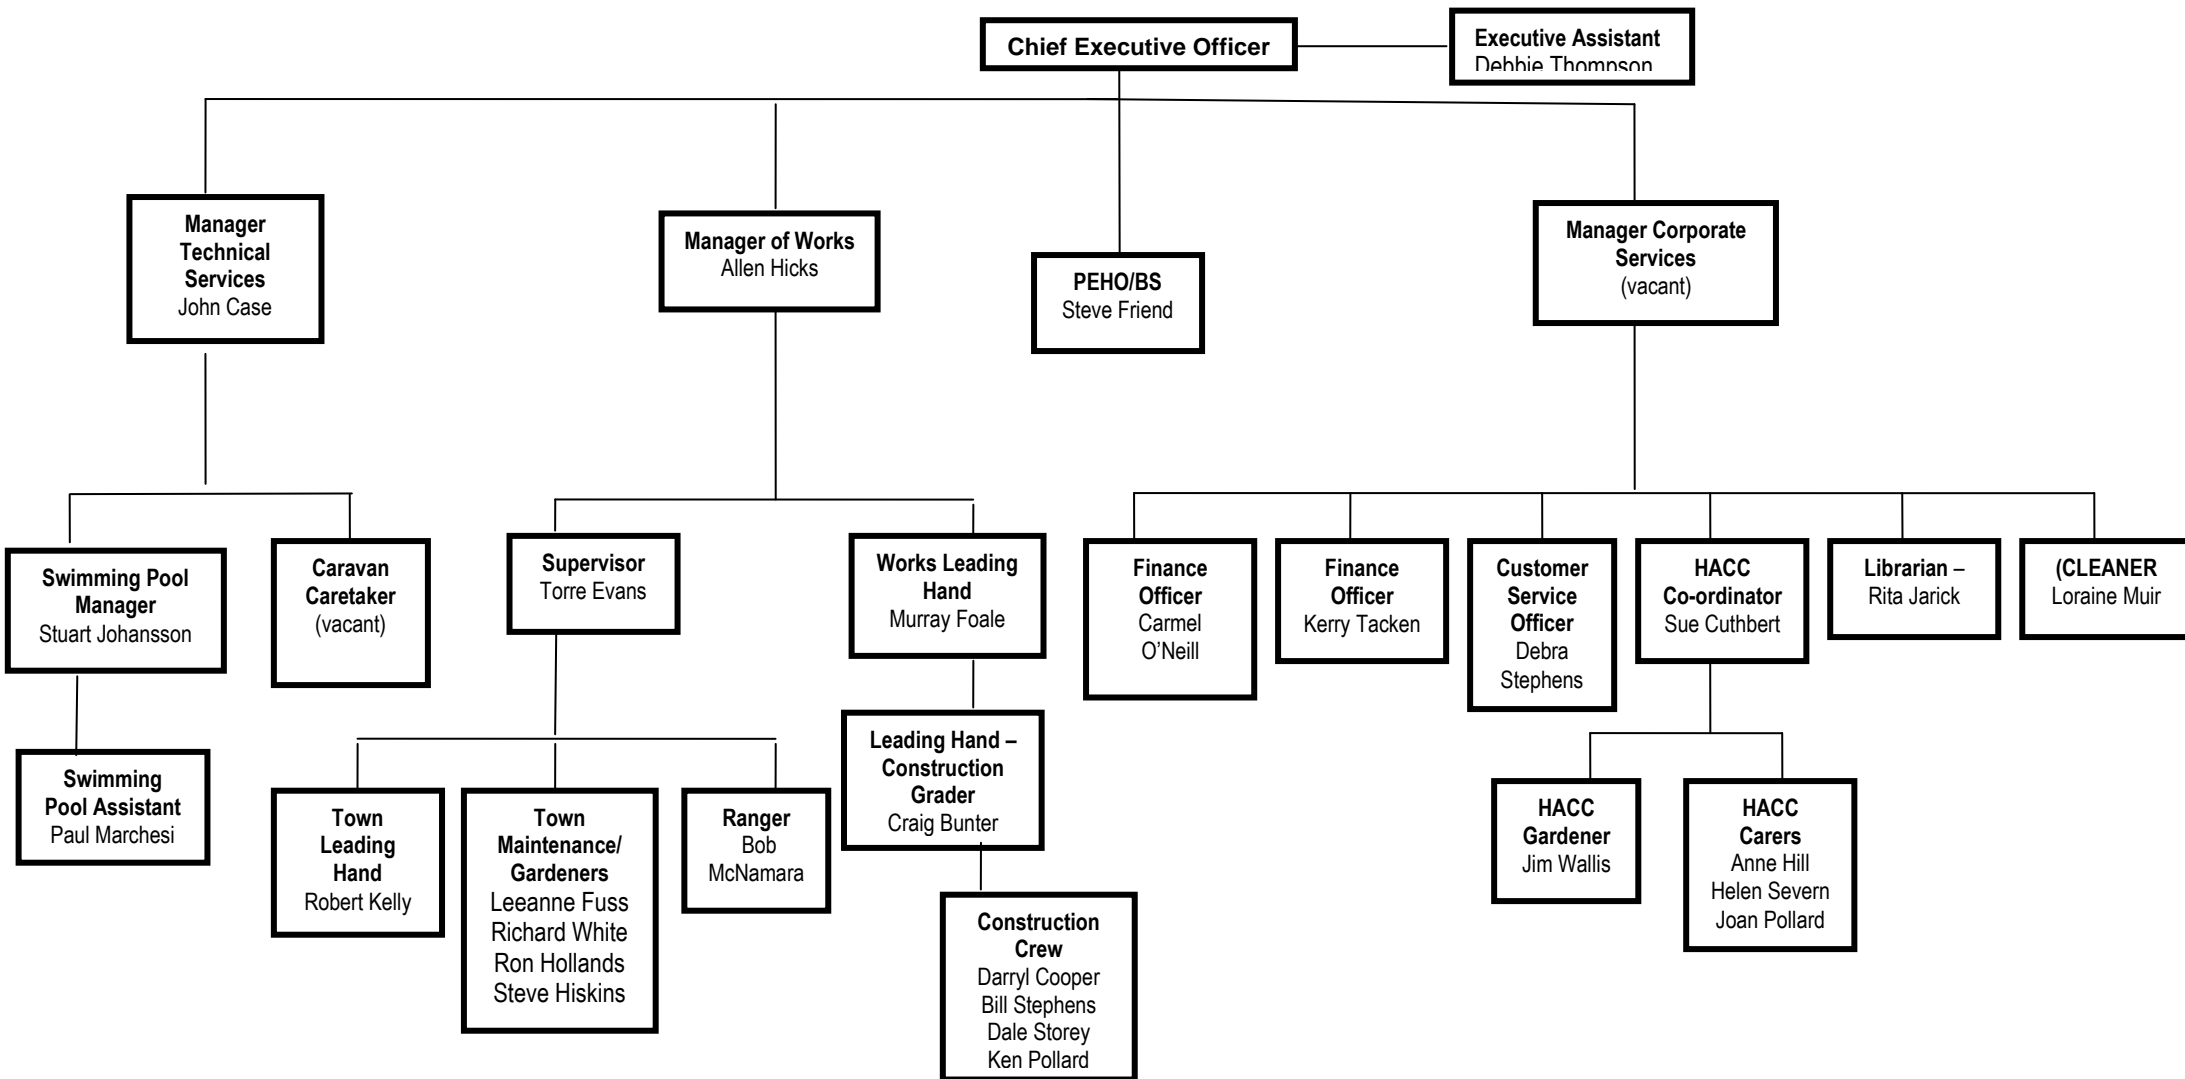 Chief Executive Officer
Executive Assistant
Debbie Thompson
Manager
Technical
Services
John Case
Manager of Works
Allen Hicks
PEHO/BS
Steve Friend
Manager Corporate
Services
(vacant)
Swimming Pool
Manager
Stuart Johansson
Caravan
Caretaker
(vacant)
Supervisor
Torre Evans
Works Leading
Hand
Murray Foale
Finance
Officer
Carmel
O’Neill
Finance
Officer
Kerry Tacken
Customer
Service
Officer
Debra
Stephens
HACC
Co-ordinator
Sue Cuthbert
Librarian –
Rita Jarick
(CLEANER
Loraine Muir
Swimming
Pool Assistant
Paul Marchesi
Town
Leading
Hand
Robert Kelly
Town
Maintenance/
Gardeners
Leeanne Fuss
Richard White
Ron Hollands
Steve Hiskins
Ranger
Bob
McNamara
Leading Hand –
Construction
Grader
Craig Bunter
Construction
Crew
Darryl Cooper
Bill Stephens
Dale Storey
Ken Pollard
HACC
Gardener
Jim Wallis
HACC
Carers
Anne Hill
Helen Severn
Joan Pollard